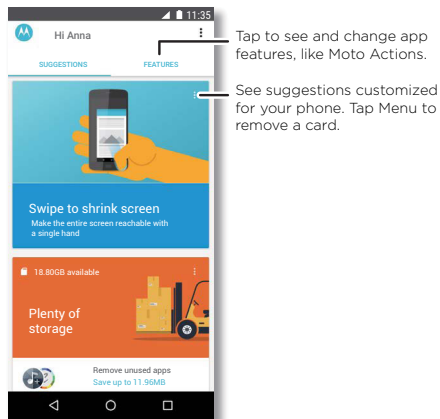 11:35
Hi Anna
SUGGESTIONS
FEATURES
Tap to see and change app
features, like Moto Actions.
See suggestions customized
for your phone. Tap Menu to
remove a card.
Swipe to shrink screen
Make the entire screen reachable with
a single hand
18.80GB available
Plenty of
storage
Remove unused apps
Save up to 11.96MB